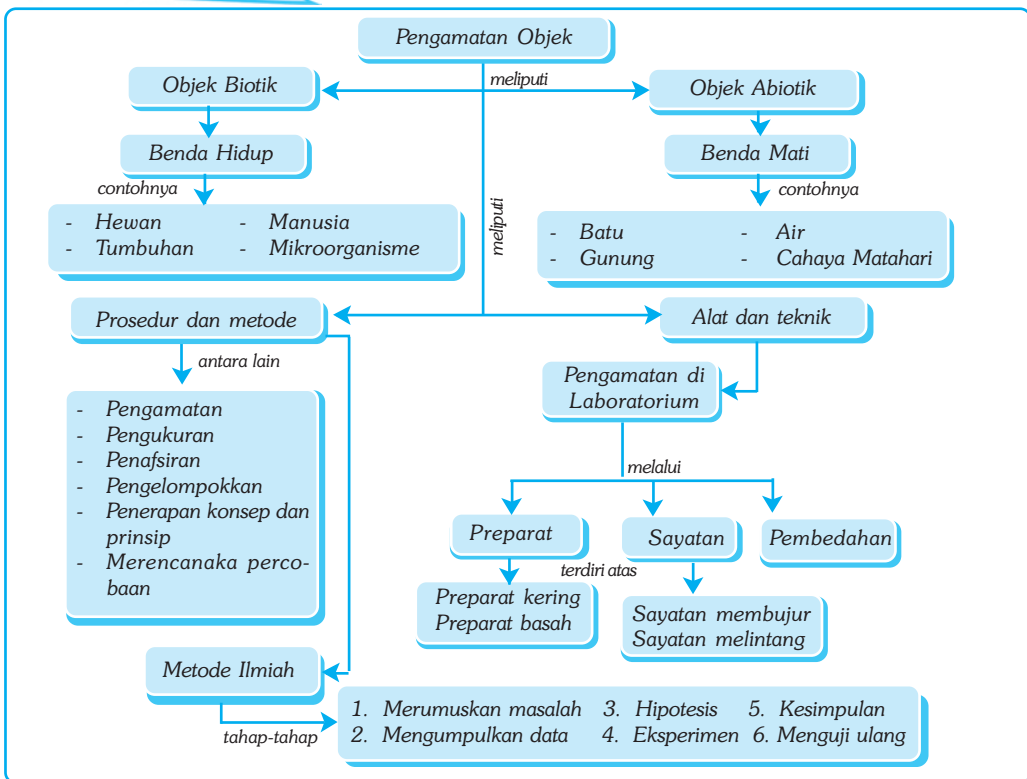 Pengamatan Objek
meliputi
Objek Biotik
Objek Abiotik
Benda Hidup
Benda Mati
contohnya
contohnya
- Hewan - Manusia
- Tumbuhan - Mikroorganisme
- Batu - Air
- Gunung - Cahaya Matahari
meliputi
Prosedur dan metode
Alat dan teknik
antara lain
- Pengamatan
- Pengukuran
- Penafsiran
- Pengelompokkan
- Penerapan konsep dan
prinsip
- Merencanaka perco-
baan
Pengamatan di
Laboratorium
melalui
Preparat
Sayatan
Pembedahan
terdiri atas
Preparat kering
Preparat basah
Sayatan membujur
Sayatan melintang
Metode Ilmiah
tahap-tahap
1. Merumuskan masalah 3. Hipotesis 5. Kesimpulan
2. Mengumpulkan data 4. Eksperimen 6. Menguji ulang